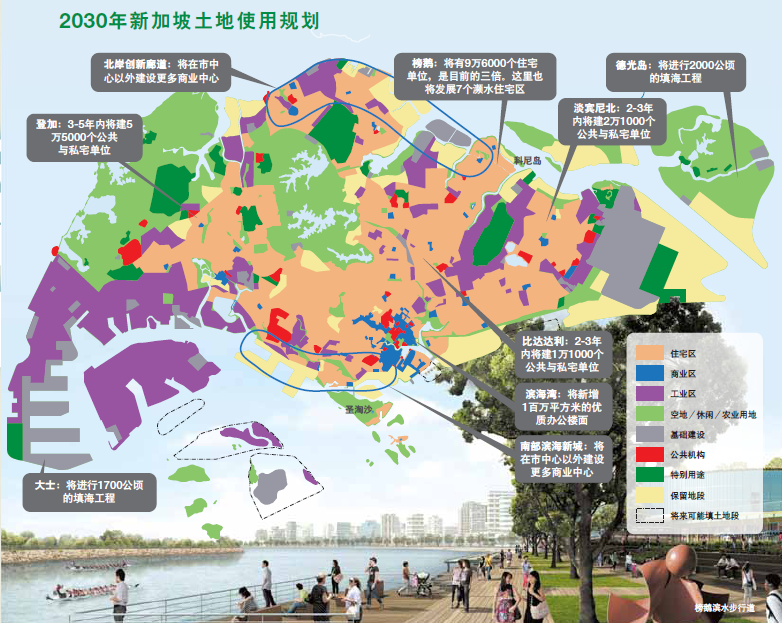 2030年新加坡土地使用规划
北岸创新廊道：将在市中
心以外建设更多商业中心
榜鹅：将有9万6000个住宅
单位，是目前的三倍。这里也
将发展7个濒水住宅区
德光岛：将进行2000公顷
的填海工程
淡宾尼北：2-3年
内将建2万1000个
公共与私宅单位
登加：3-5年内将建5
万5000个公共
与私宅单位
科尼岛
比达达利：2-3年
内将建1万1000个
公共与私宅单位
滨海湾：将新增
1百万平方米的优
质办公楼面
南部滨海新城：将
在市中心以外建设
更多商业中心
圣淘沙
大士：将进行1700公顷
的填海工程
住宅区
商业区
工业区
空地／休闲／农业用地
基础建设
公共机构
特别用途
保留地段
将来可能填土地段
榜鹅滨水步行道